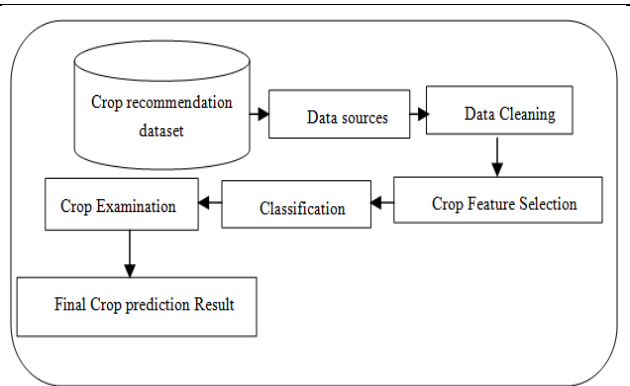 Crop recommendation
dataset
Data sources
Data Cleaning
Crop Feature Selection
Classification
Crop Examination
Final Crop prediction Result